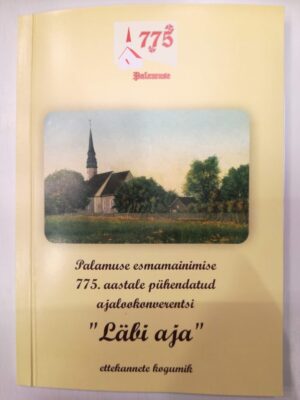 775
Palamuse
Palamuse esmamainimise
775. aastale pühendatud
ajalookonverentsi
"Läbi aja"
ettekannete kogumik